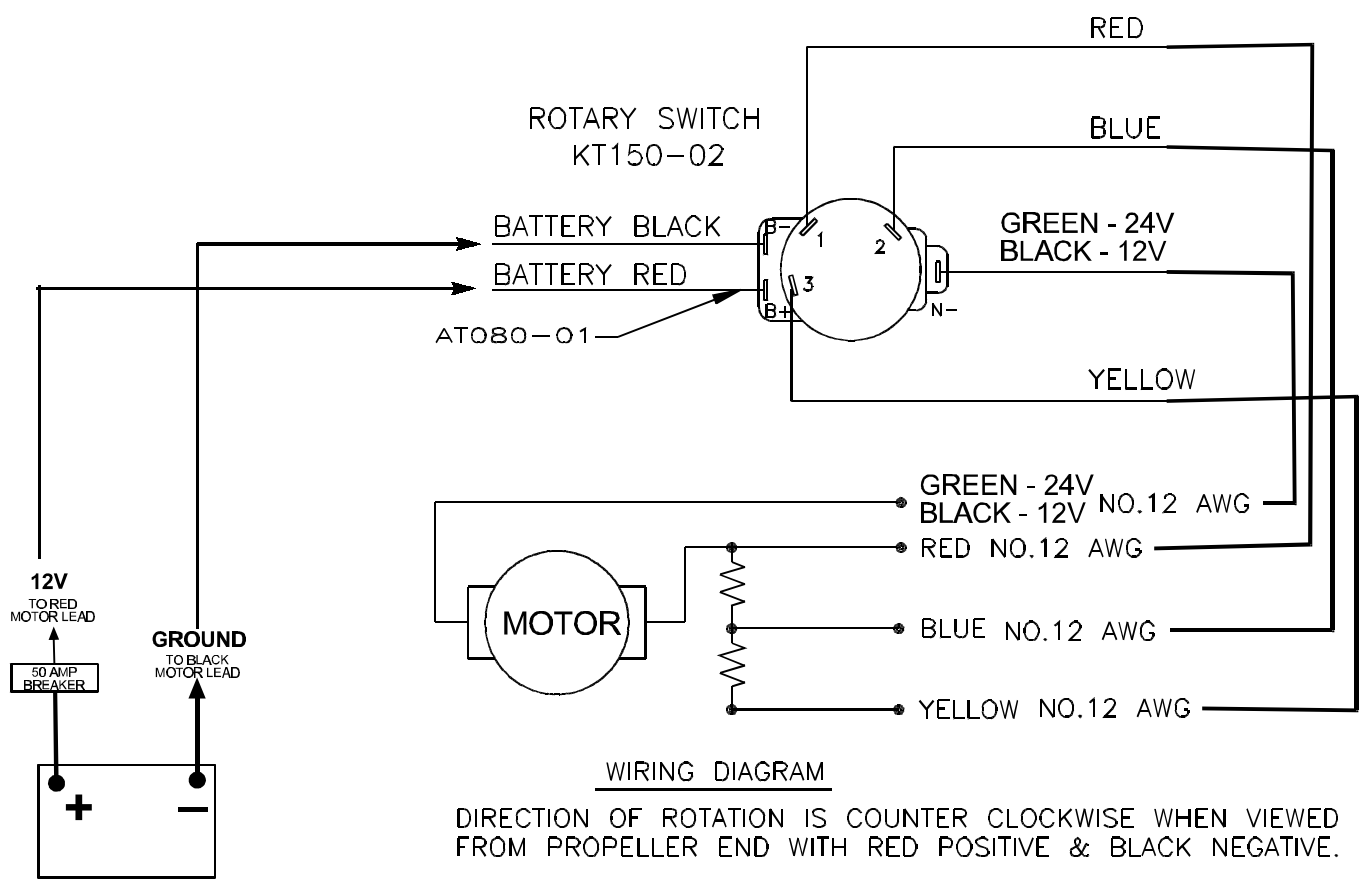 RED
ROTARY SWITCH
KT150-02
BLUE
BATTERY BLACK
B-
1
2
GREEN - 24V
BLACK - 12V
BATTERY RED
3
B+
N-
AT080-01
YELLOW
GREEN - 24V
BLACK - 12V
NO.12 AWG
RED NO.12 AWG
12V
TO RED
MOTOR LEAD
MOTOR
BLUE NO.12 AWG
GROUND
TO BLACK
MOTOR LEAD
50 AMP
BREAKER
YELLOW NO.12 AWG
+
–
WIRING DIAGRAM
DIRECTION OF ROTATION IS COUNTER CLOCKWISE WHEN VIEWED
FROM PROPELLER END WITH RED POSITIVE & BLACK NEGATIVE.